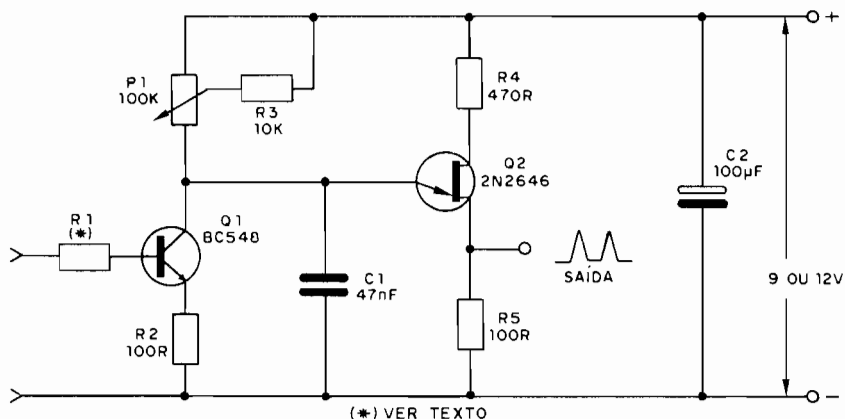 +
P1
100K
R3
10K
R4
470R
Q2
2N2646
C2
100µF
R1
(*)
Q1
BC548
C1
47nF
SAÍDA
9 OU 12V
R2
100R
R5
100R
−
(*) VER TEXTO